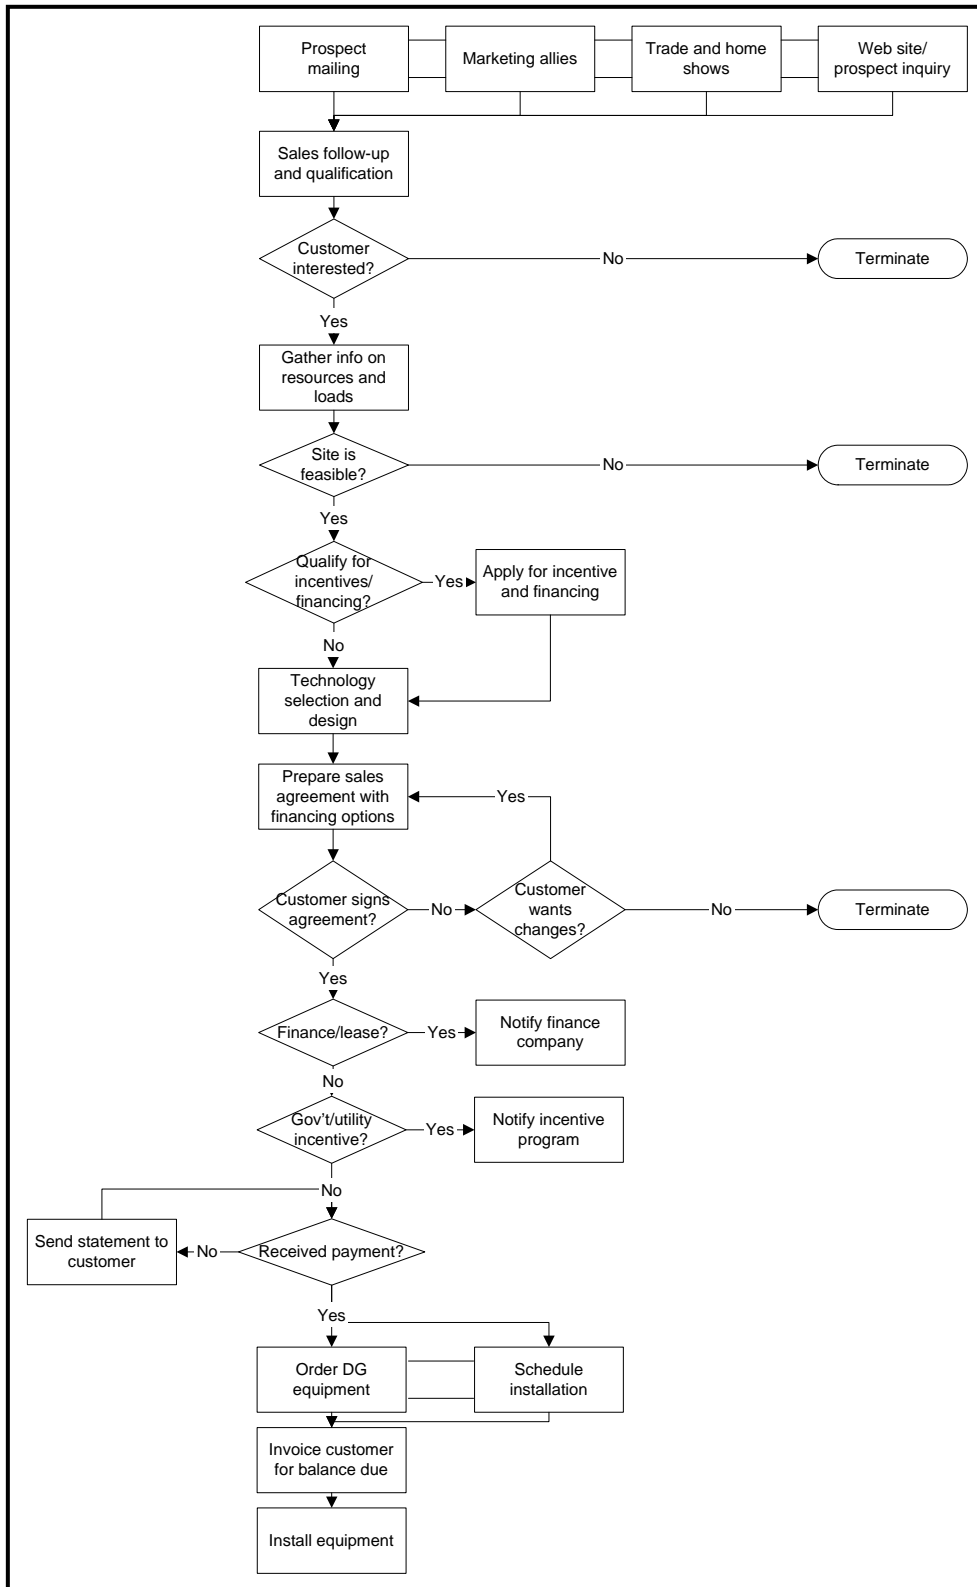 Prospect
mailing
Marketing allies
Trade and home
shows
Web site/
prospect inquiry
Sales follow-up
and qualification
Customer
interested?
No
Terminate
Yes
Gather info on
resources and
loads
Site is
feasible?
No
Terminate
Yes
Qualify for
incentives/
financing?
Yes
Apply for incentive
and financing
No
Technology
selection and
design
Prepare sales
agreement with
financing options
Yes
Customer signs
agreement?
No
Customer
wants
changes?
No
Terminate
Yes
Finance/lease?
Yes
Notify finance
company
No
Gov't/utility
incentive?
Yes
Notify incentive
program
No
Send statement to
customer
No
Received payment?
Yes
Order DG
equipment
Schedule
installation
Invoice customer
for balance due
Install equipment